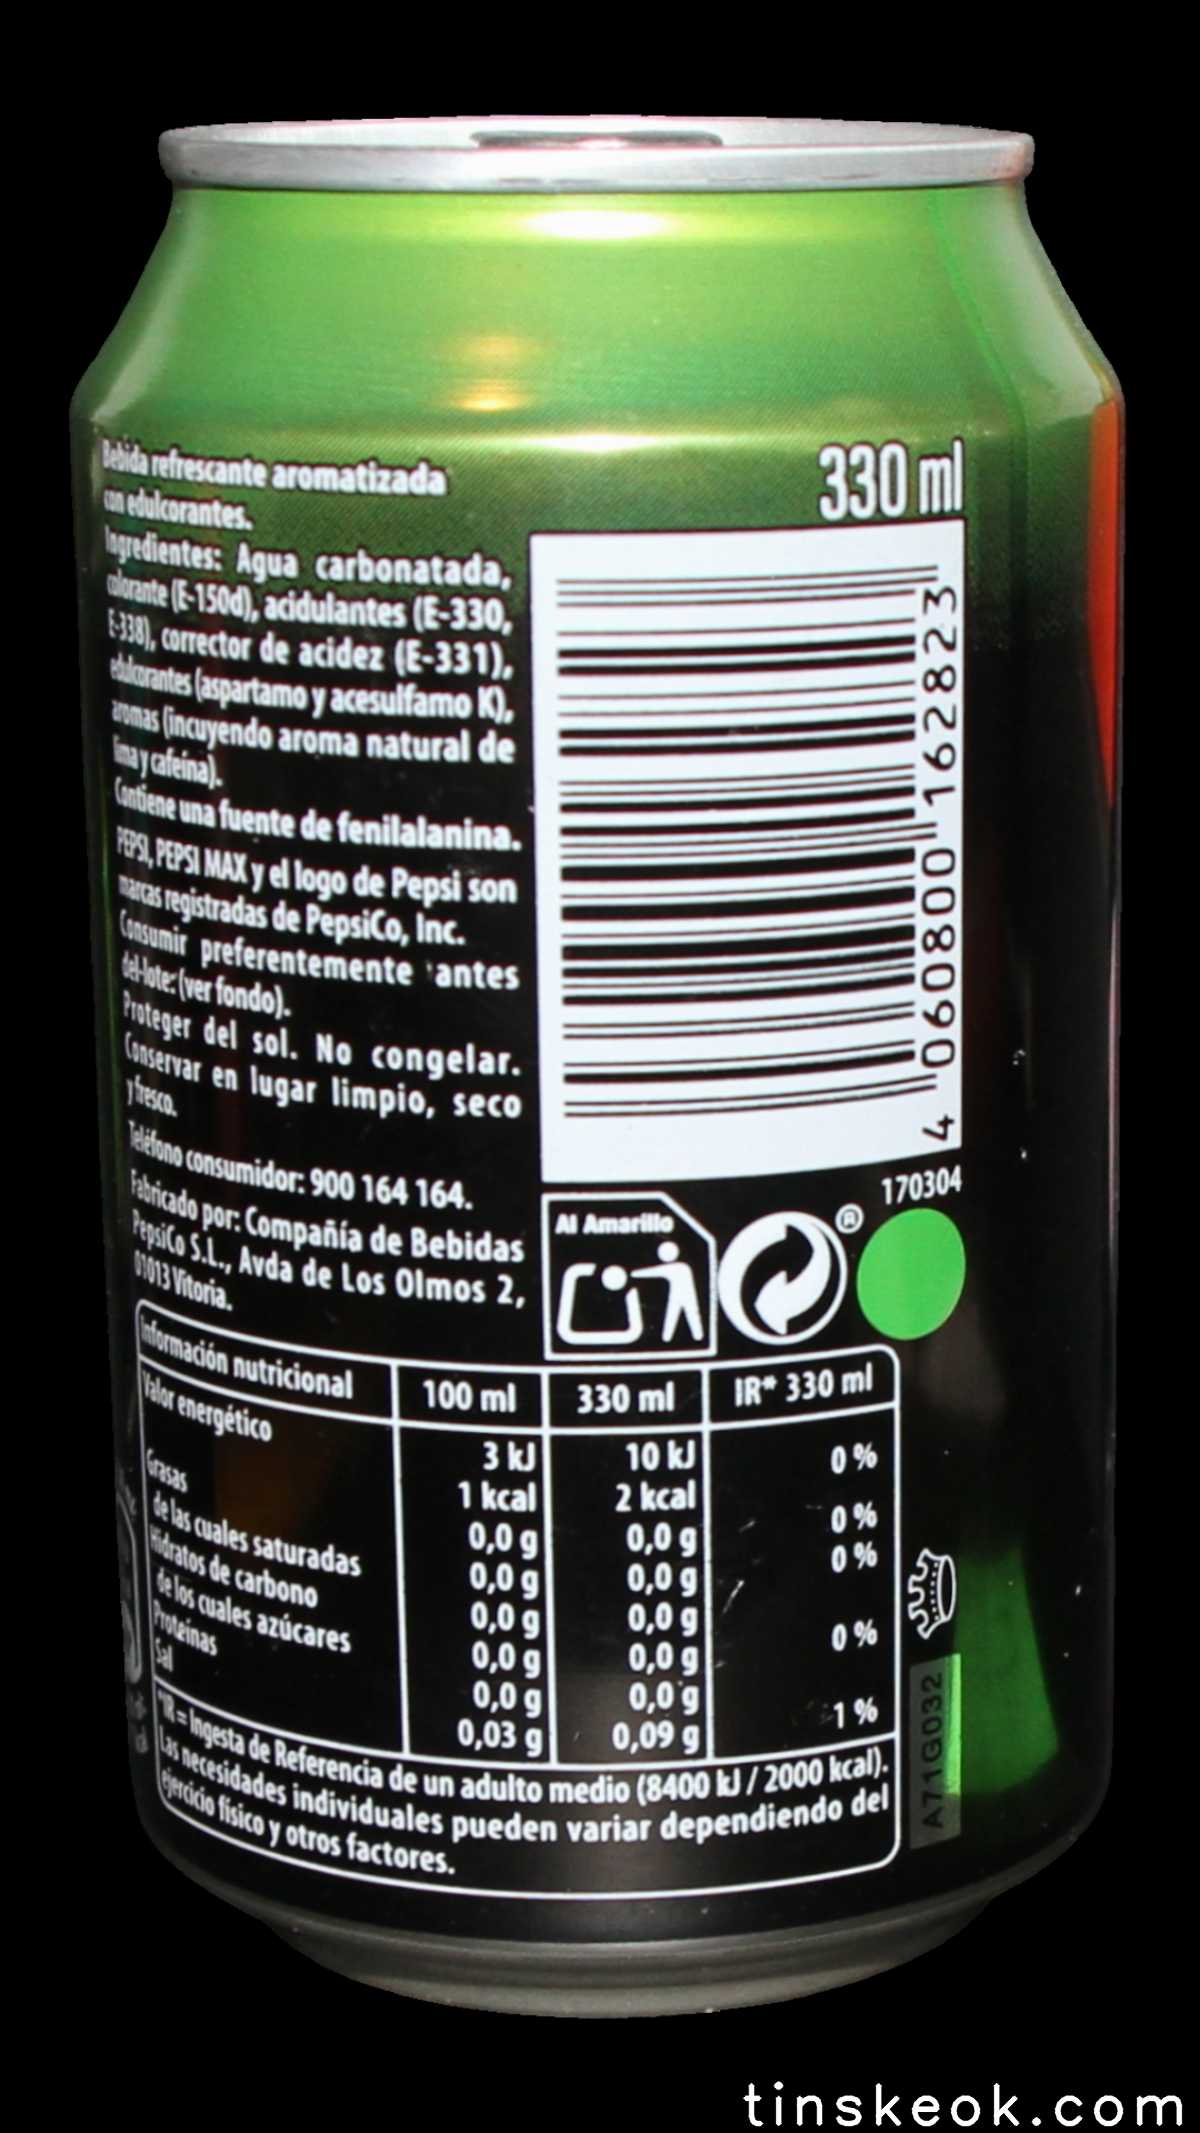 Bebida refrescante aromatizada
con edulcorantes.
Ingredientes: Agua carbonatada,
colorante (E-150d), acidulantes (E-330,
E-338), corrector de acidez (E-331),
edulcorantes (aspartamo y acesulfamo K),
aromas (incuyendo aroma natural de
lima y cafeína).
Contiene una fuente de fenilalanina.
PEPSI, PEPSI MAX y el logo de Pepsi son
marcas registradas de PepsiCo, Inc.
Consumir preferentemente antes
del-lote: (ver fondo).
Proteger del sol. No congelar.
Conservar en lugar limpio, seco
y fresco.
Teléfono consumidor: 900 164 164.
Fabricado por: Compañía de Bebidas
PepsiCo S.L., Avda de Los Olmos 2,
01013 Vitoria.
330 ml
4 060800 162823
170304
Al Amarillo
®
Información nutricional 100 ml 330 ml IR* 330 ml
Valor energético 3 kJ 10 kJ
1 kcal 2 kcal 0 %
Grasas 0,0 g 0,0 g 0 %
de las cuales saturadas 0,0 g 0,0 g 0 %
Hidratos de carbono 0,0 g 0,0 g
de los cuales azúcares 0,0 g 0,0 g 0 %
Proteínas 0,0 g 0,0 g
Sal 0,03 g 0,09 g 1 %
*IR = Ingesta de Referencia de un adulto medio (8400 kJ / 2000 kcal).
Las necesidades individuales pueden variar dependiendo del
ejercicio físico y otros factores.
A71G032
tinskeok.com